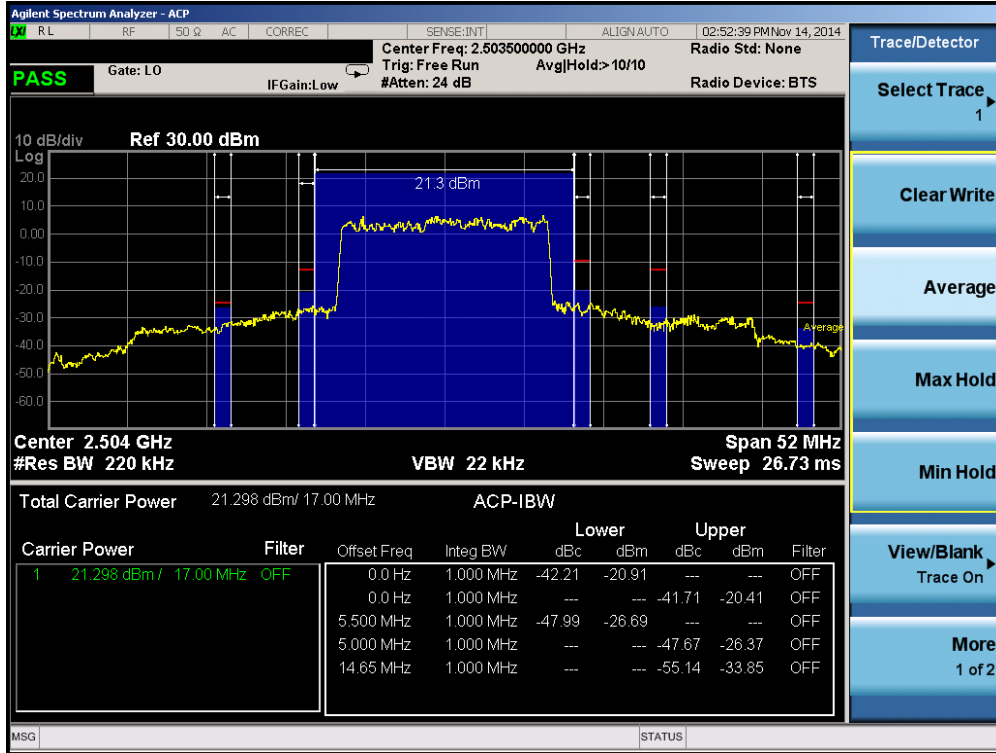 Agilent Spectrum Analyzer - ACP
LXI RL RF 50 Ω AC CORREC SENSE:INT ALIGN AUTO 02:52:39 PM Nov 14, 2014
Center Freq: 2.503500000 GHz Radio Std: None
Trig: Free Run Avg|Hold:> 10/10
PASS Gate: LO IFGain:Low #Atten: 24 dB Radio Device: BTS
10 dB/div Ref 30.00 dBm
Log
20.0
10.0
0.00
-10.0
-20.0
-30.0
-40.0
-50.0
-60.0
21.3 dBm
Average
Center 2.504 GHz Span 52 MHz
#Res BW 220 kHz VBW 22 kHz Sweep 26.73 ms
Total Carrier Power 21.298 dBm/ 17.00 MHz ACP-IBW
Lower Upper
Carrier Power Filter Offset Freq Integ BW dBc dBm dBc dBm Filter
1 21.298 dBm / 17.00 MHz OFF 0.0 Hz 1.000 MHz -42.21 -20.91 --- --- OFF
0.0 Hz 1.000 MHz --- --- -41.71 -20.41 OFF
5.500 MHz 1.000 MHz -47.99 -26.69 --- --- OFF
5.000 MHz 1.000 MHz --- --- -47.67 -26.37 OFF
14.65 MHz 1.000 MHz --- --- -55.14 -33.85 OFF
MSG STATUS
Trace/Detector
Select Trace
1
Clear Write
Average
Max Hold
Min Hold
View/Blank
Trace On
More
1 of 2